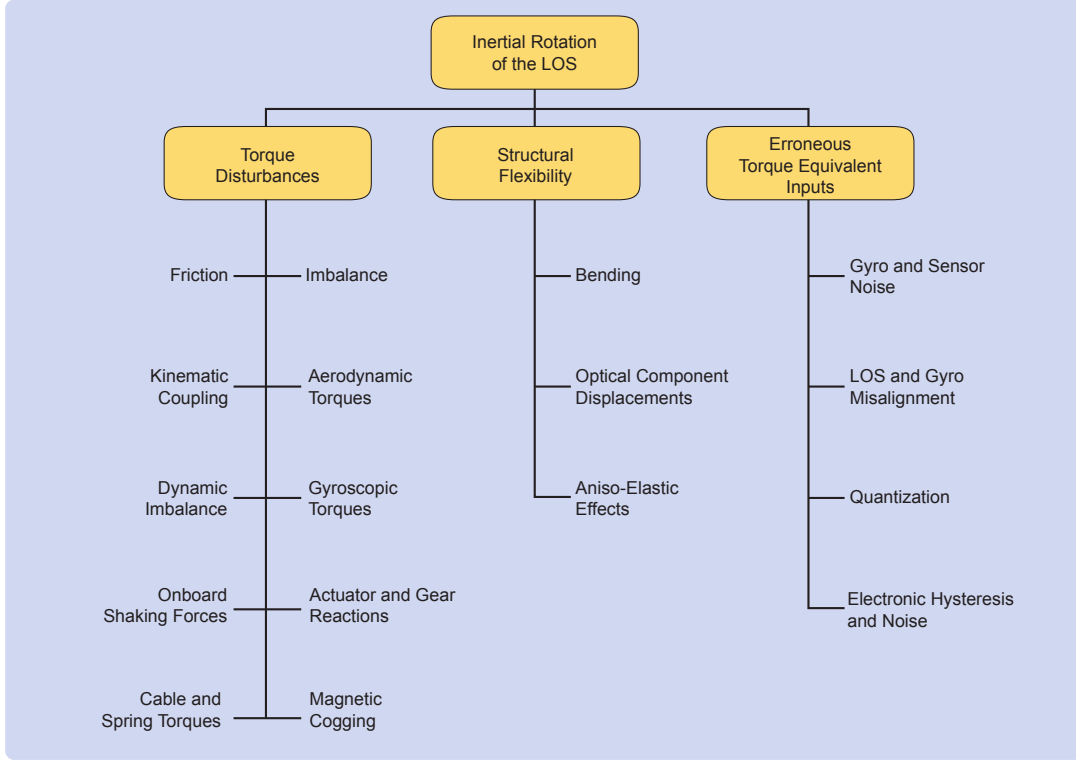 Inertial Rotation
of the LOS
Torque
Disturbances
Structural
Flexibility
Erroneous
Torque Equivalent
Inputs
Friction
Imbalance
Kinematic
Coupling
Aerodynamic
Torques
Dynamic
Imbalance
Gyroscopic
Torques
Onboard
Shaking Forces
Actuator and Gear
Reactions
Cable and
Spring Torques
Magnetic
Cogging
Bending
Optical Component
Displacements
Aniso-Elastic
Effects
Gyro and Sensor
Noise
LOS and Gyro
Misalignment
Quantization
Electronic Hysteresis
and Noise